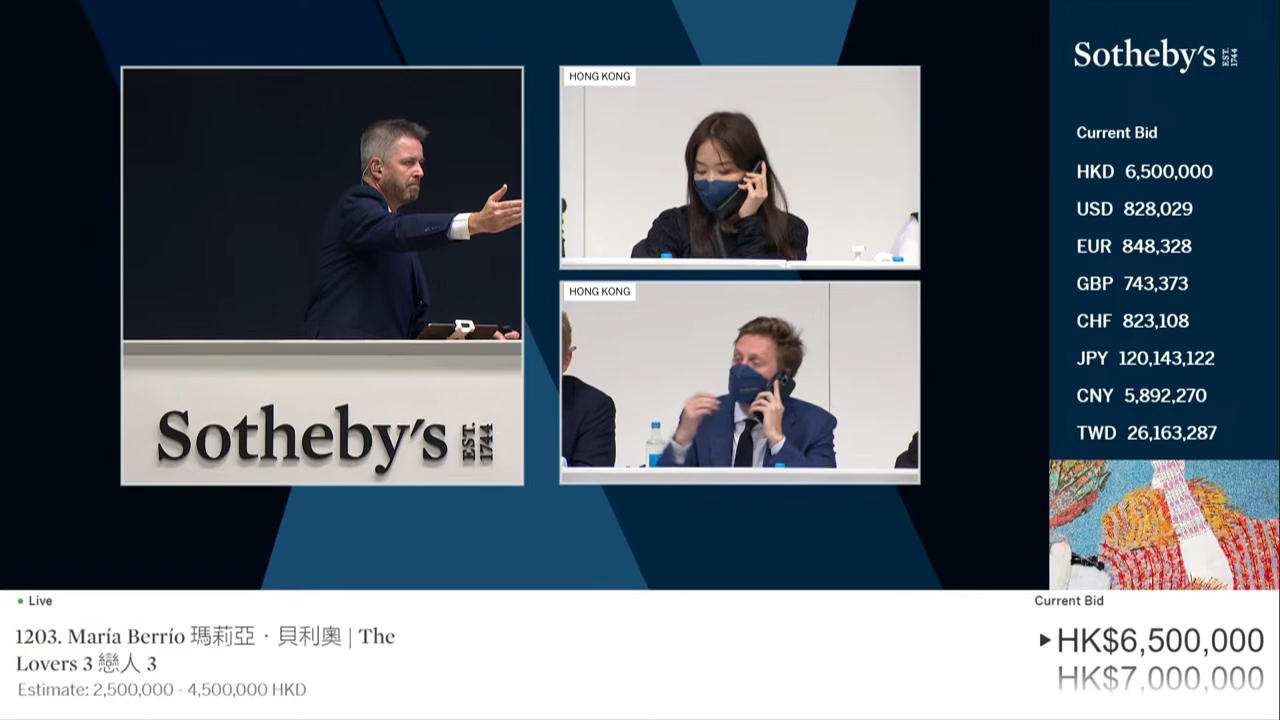 HONG KONG
Sotheby's EST. 1744
HONG KONG
Sotheby's EST. 1744
Current Bid
HKD 6,500,000
USD 828,029
EUR 848,328
GBP 743,373
CHF 823,108
JPY 120,143,122
CNY 5,892,270
TWD 26,163,287
Live
1203. María Berrío 瑪莉亞·貝利奧 | The
Lovers 3 戀人 3
Estimate: 2,500,000 - 4,500,000 HKD
Current Bid
HK$6,500,000
HK$7,000,000